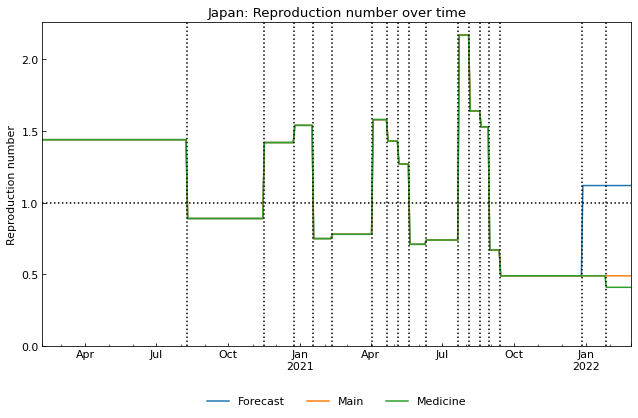 Japan: Reproduction number over time
Reproduction number
2.0
1.5
1.0
0.5
0.0
Apr Jul Oct Jan Apr Jul Oct Jan
2021 2022
Forecast Main Medicine